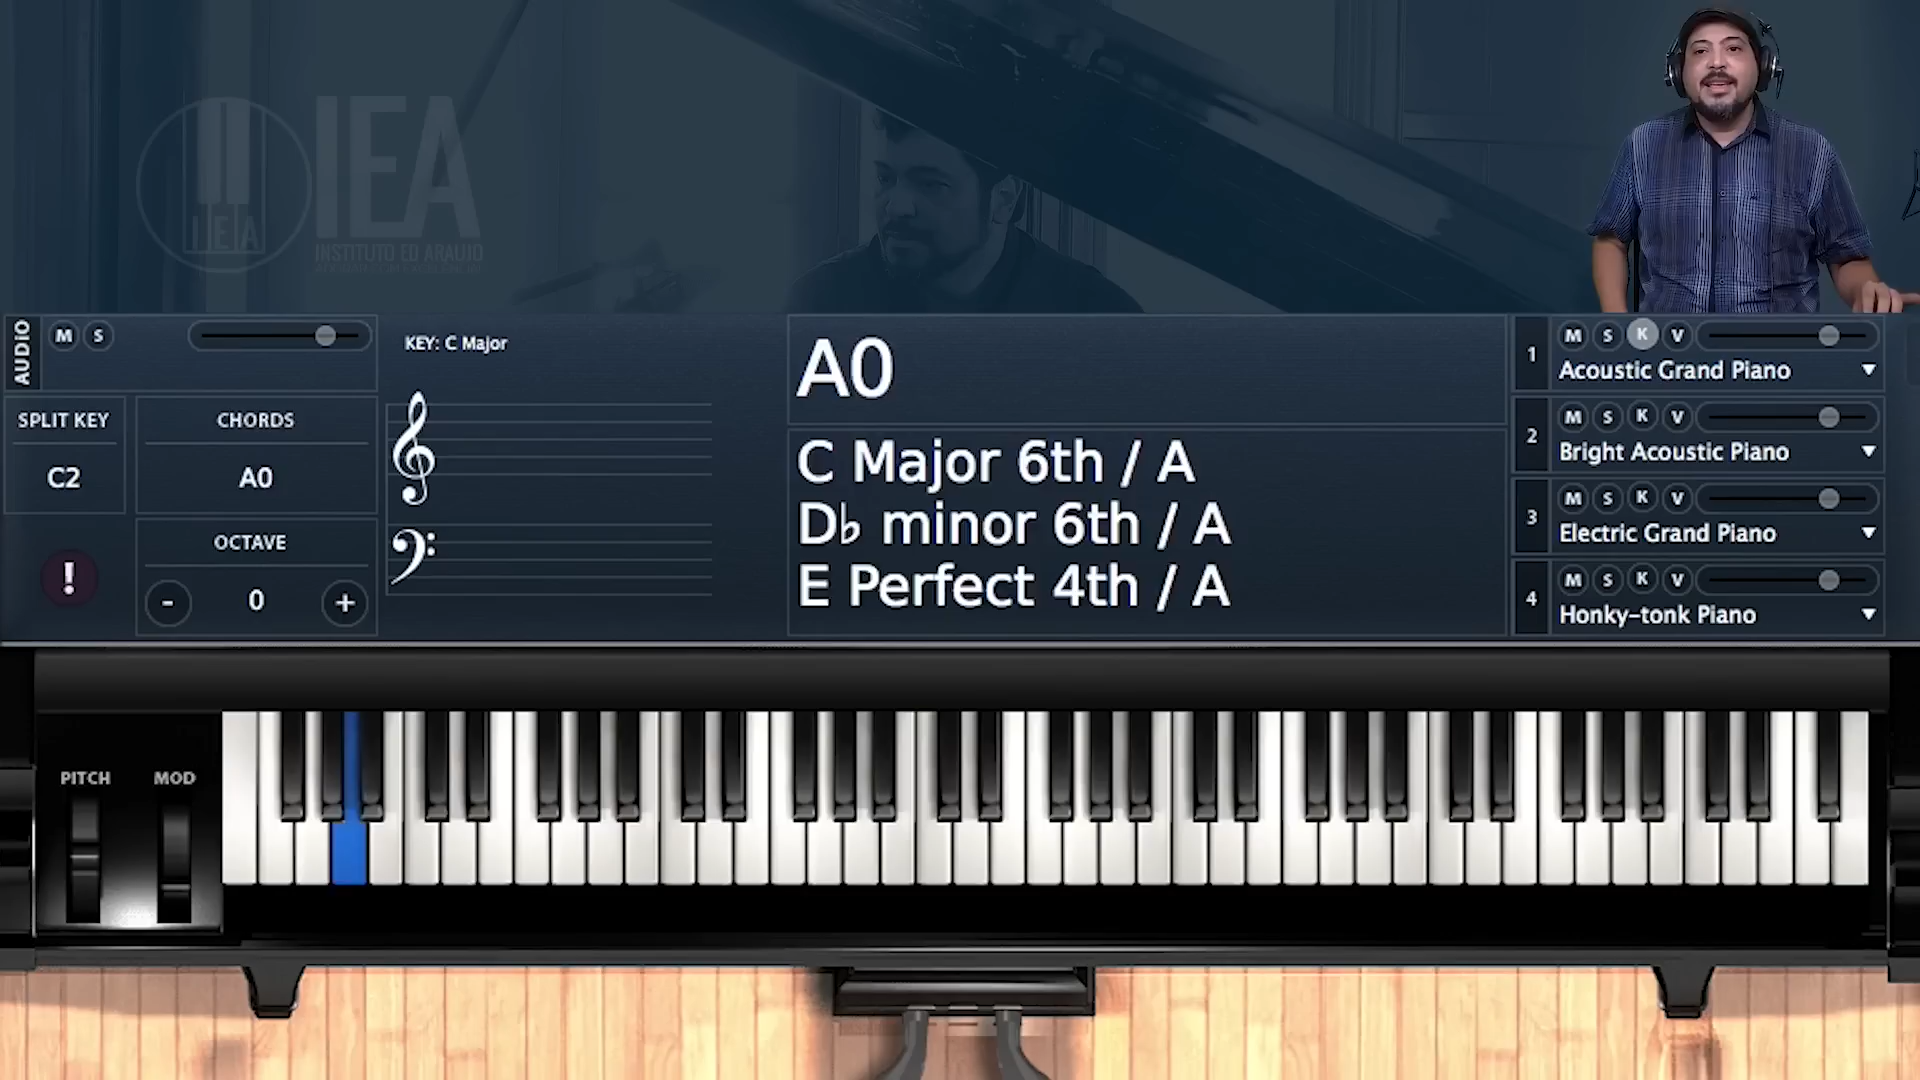 IEA
IEA
INSTITUTO ED ARAUJO
AUDIO
M S
KEY: C Major
SPLIT KEY
C2
CHORDS
A0
!
OCTAVE
- 0 +
A0
C Major 6th / A
D♭ minor 6th / A
E Perfect 4th / A
1
M S K V
Acoustic Grand Piano
2
M S K V
Bright Acoustic Piano
3
M S K V
Electric Grand Piano
4
M S K V
Honky-tonk Piano
PITCH
MOD